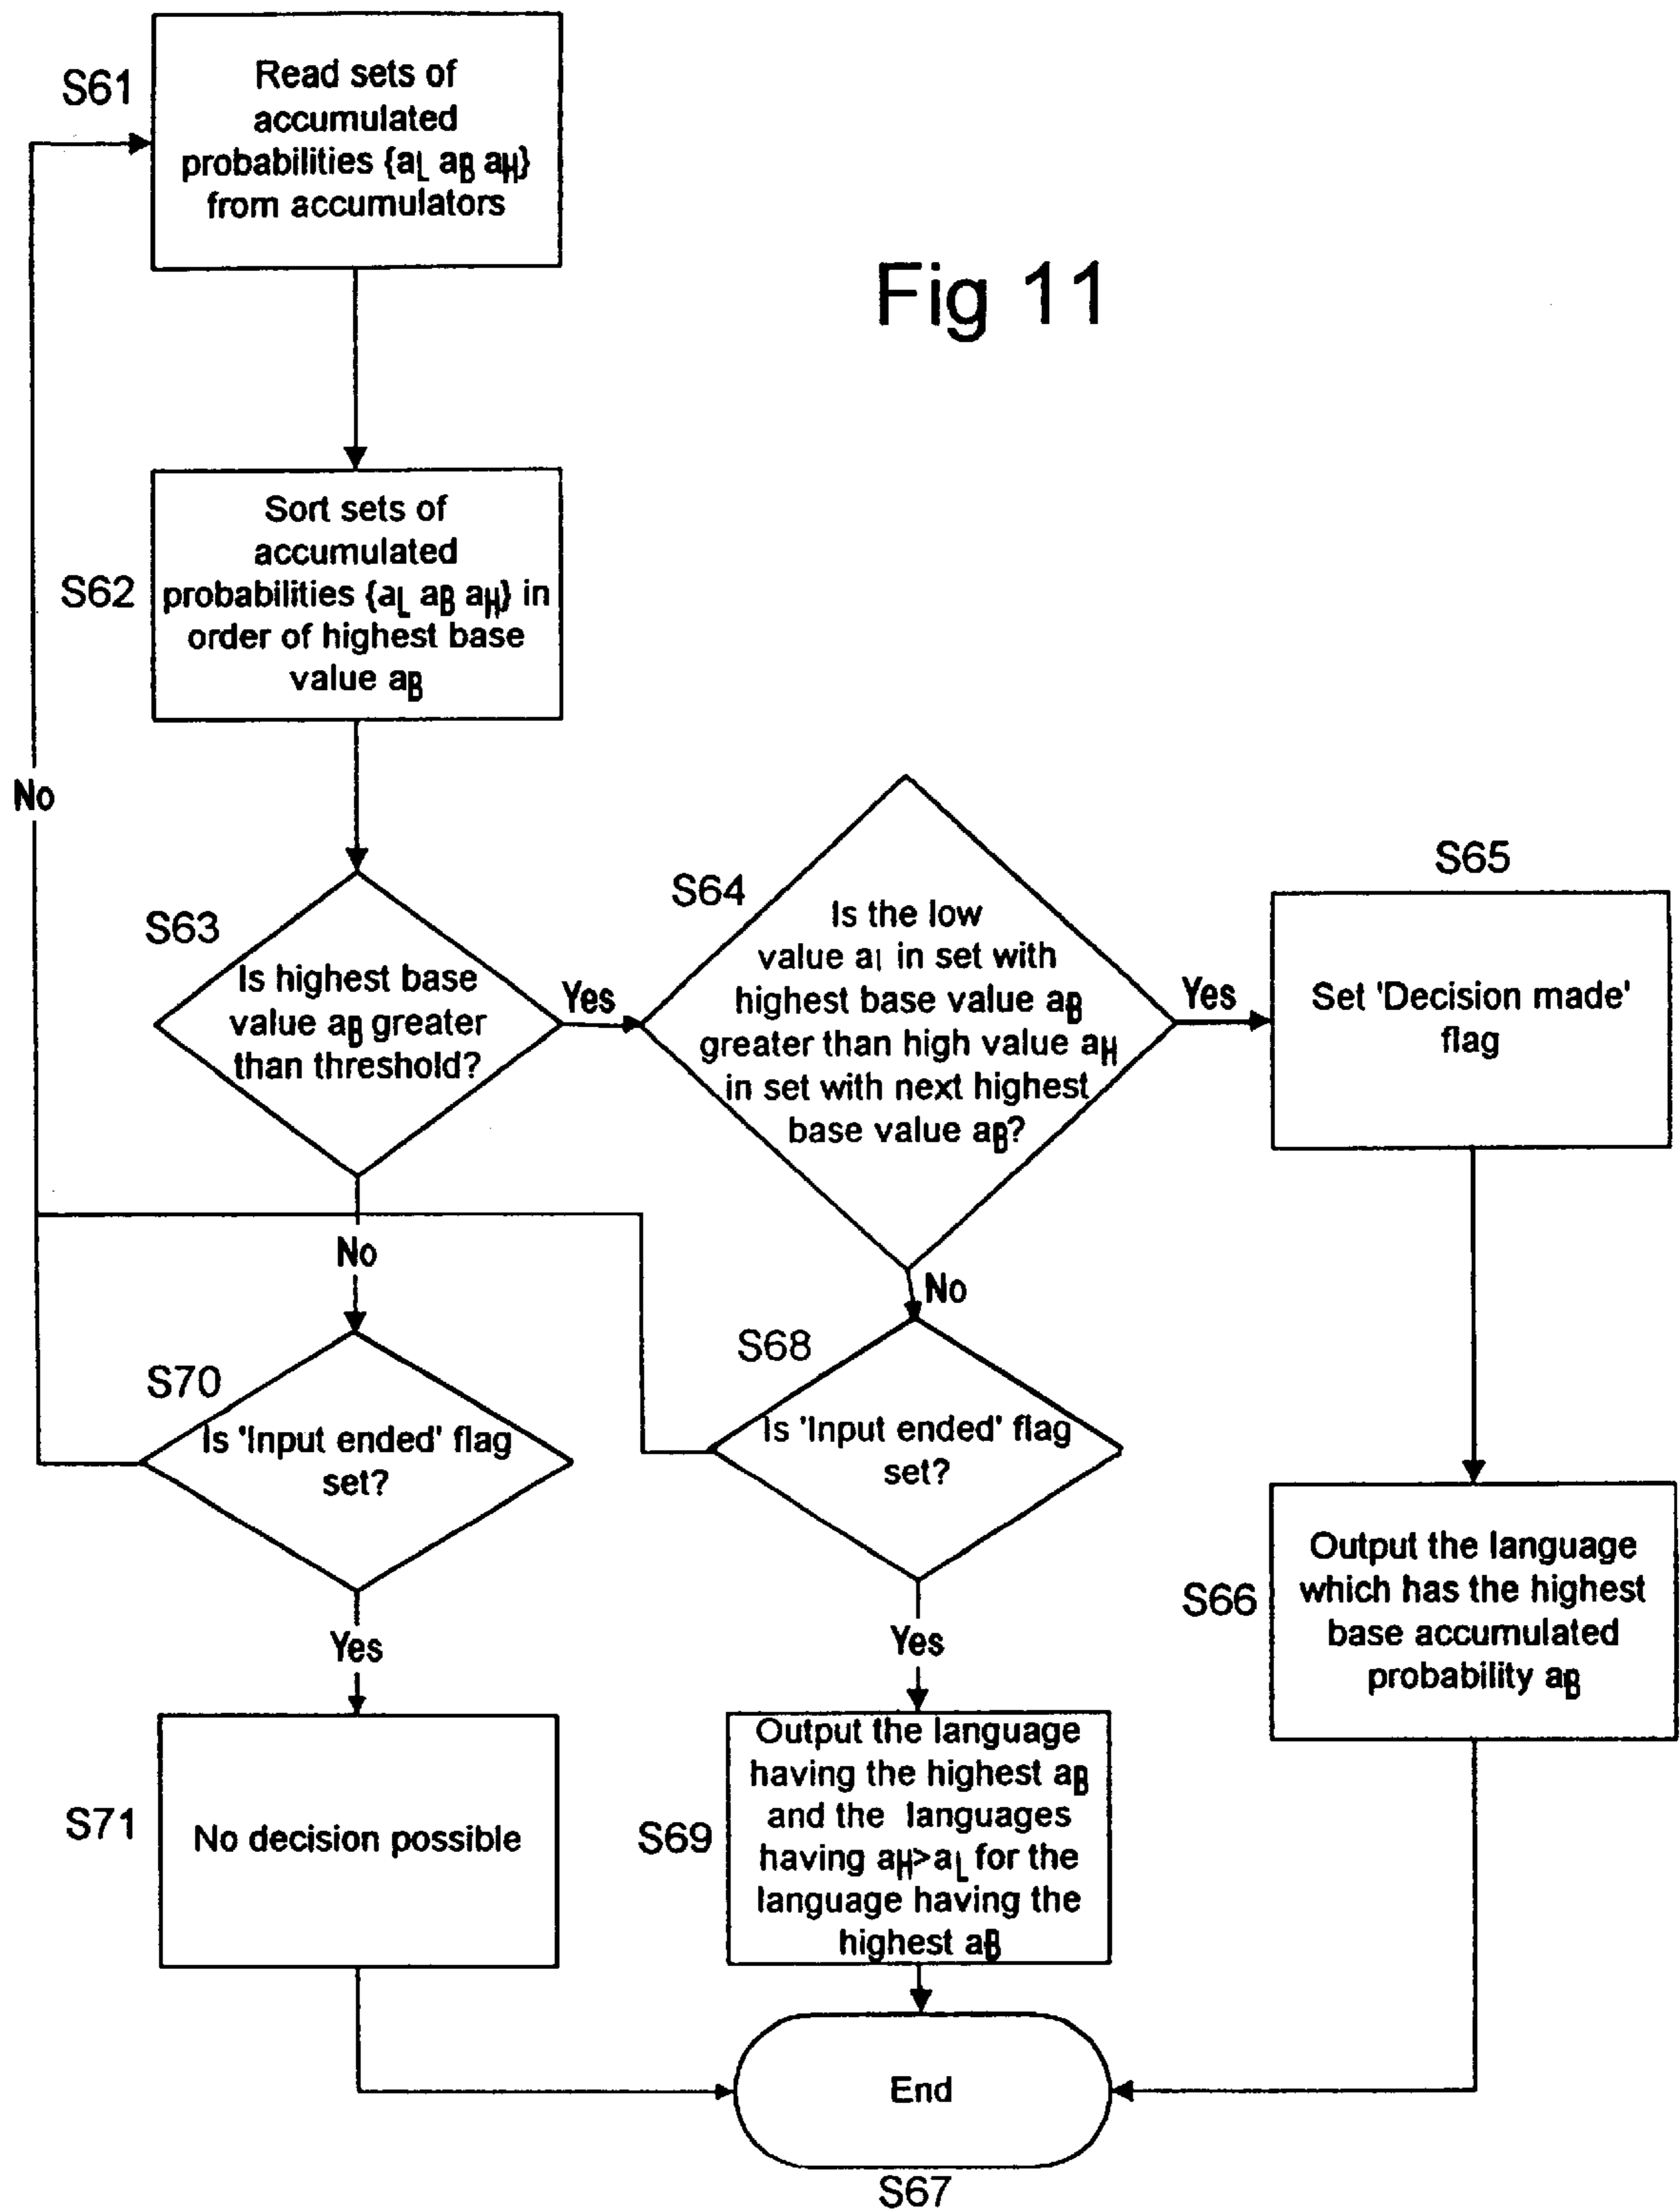 Fig 11
S61
Read sets of
accumulated
probabilities {aL aB aH}
from accumulators
S62
Sort sets of
accumulated
probabilities {aL aB aH} in
order of highest base
value aB
No
S63
Is highest base
value aB greater
than threshold?
Yes
No
S64
Is the low
value al in set with
highest base value aB
greater than high value aH
in set with next highest
base value aB?
Yes
No
S65
Set 'Decision made'
flag
S70
Is 'Input ended' flag
set?
Yes
S68
Is 'Input ended' flag
set?
Yes
S66
Output the language
which has the highest
base accumulated
probability aB
S71
No decision possible
S69
Output the language
having the highest aB
and the languages
having aH>aL for the
language having the
highest aB
End
S67